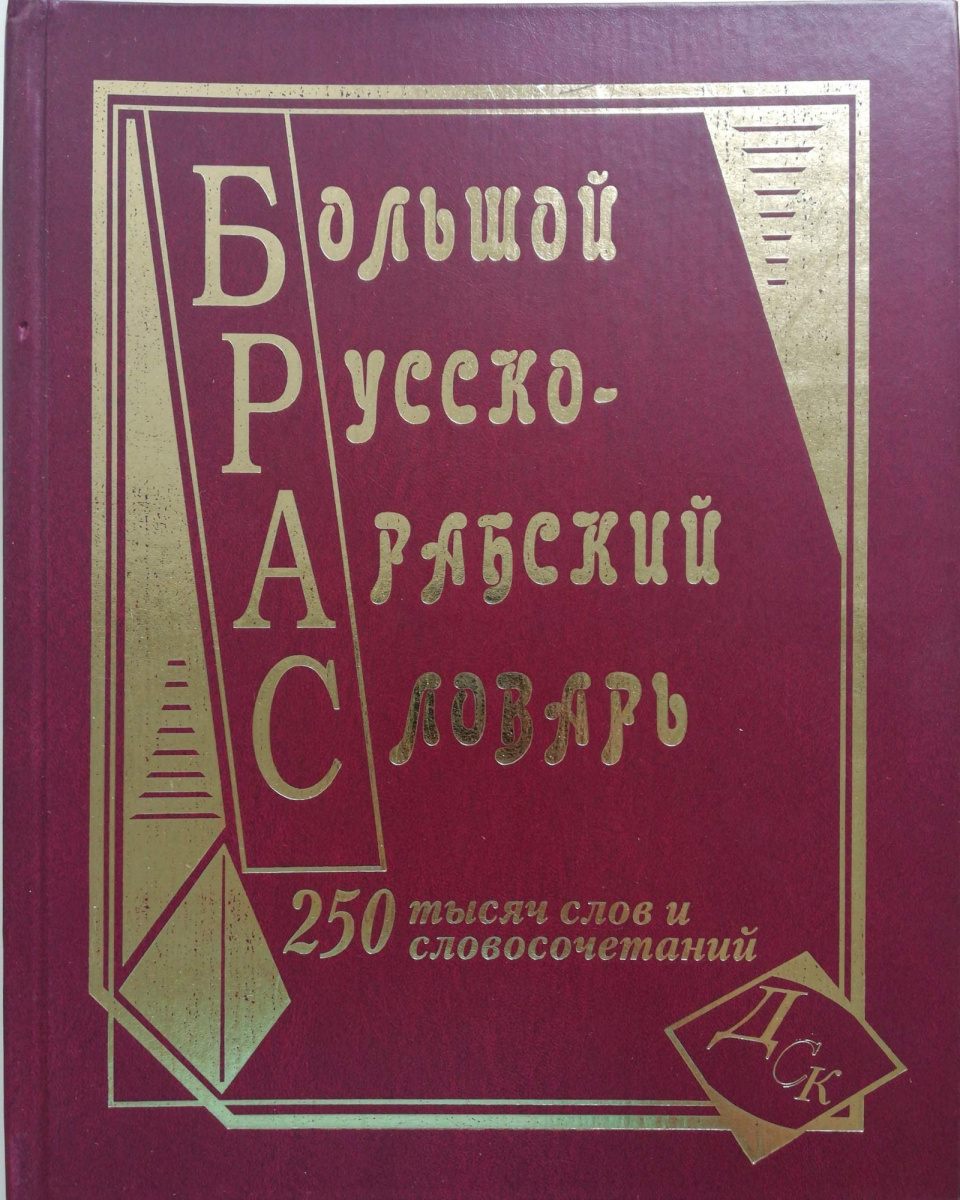 Большой
Русско-
Арабский
Словарь
250 тысяч слов и
словосочетаний
ДСК